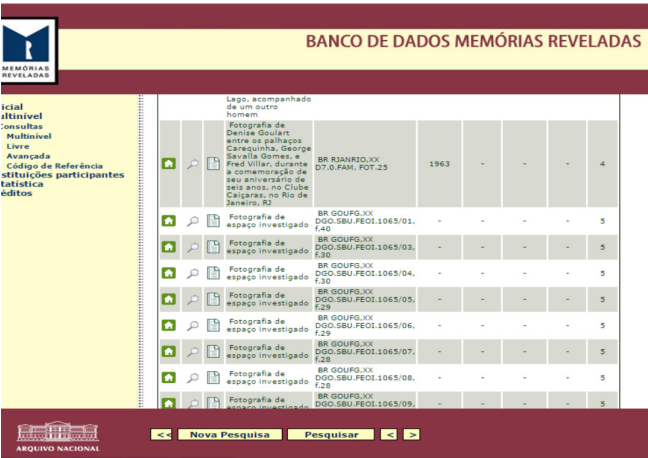 BANCO DE DADOS MEMÓRIAS REVELADAS
MEMÓRIAS
REVELADAS
icial
ultinível
Consultas
Multinível
Livre
Avançada
Código de Referência
stituições participantes
tatística
éditos
Lago, acompanhado
de um outro
homem
Fotografia de
Denise Goulart
entre os palhaços
Carequinha, George
Savalla Gomes, e
Fred Villar, durante
a comemoração de
seu aniversário de
seis anos, no Clube
Caiçaras, no Rio de
Janeiro, RJ
BR RJANRIO,XX
D7.0.FAM, FOT.25
1963 - - - 4
Fotografia de
espaço investigado
BR GOUFG,XX
DGO.SBU.FEOI.1065/01,
f.40
- - - - 5
Fotografia de
espaço investigado
BR GOUFG,XX
DGO.SBU.FEOI.1065/03,
f.30
- - - - 5
Fotografia de
espaço investigado
BR GOUFG,XX
DGO.SBU.FEOI.1065/04,
f.30
- - - - 5
Fotografia de
espaço investigado
BR GOUFG,XX
DGO.SBU.FEOI.1065/05,
f.29
- - - - 5
Fotografia de
espaço investigado
BR GOUFG,XX
DGO.SBU.FEOI.1065/06,
f.29
- - - - 5
Fotografia de
espaço investigado
BR GOUFG,XX
DGO.SBU.FEOI.1065/07,
f.28
- - - - 5
Fotografia de
espaço investigado
BR GOUFG,XX
DGO.SBU.FEOI.1065/08,
f.28
- - - - 5
Fotografia de
espaço investigado
BR GOUFG,XX
DGO.SBU.FEOI.1065/09,
- - - - 5
<< Nova Pesquisa Pesquisar < >
ARQUIVO NACIONAL